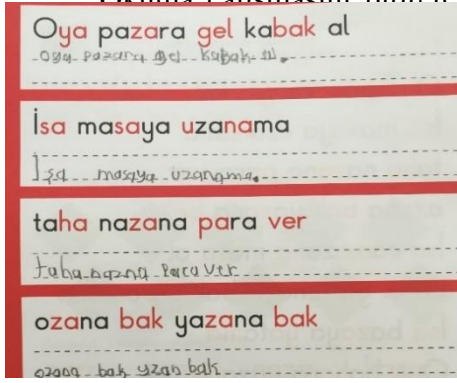 Oya pazara gel kabak al
Oya pazara gel kabak al.
İsa masaya uzanama
İsa masaya uzanama.
taha nazana para ver
taha nazna para ver
ozana bak yazana bak
ozana bak yzan bak